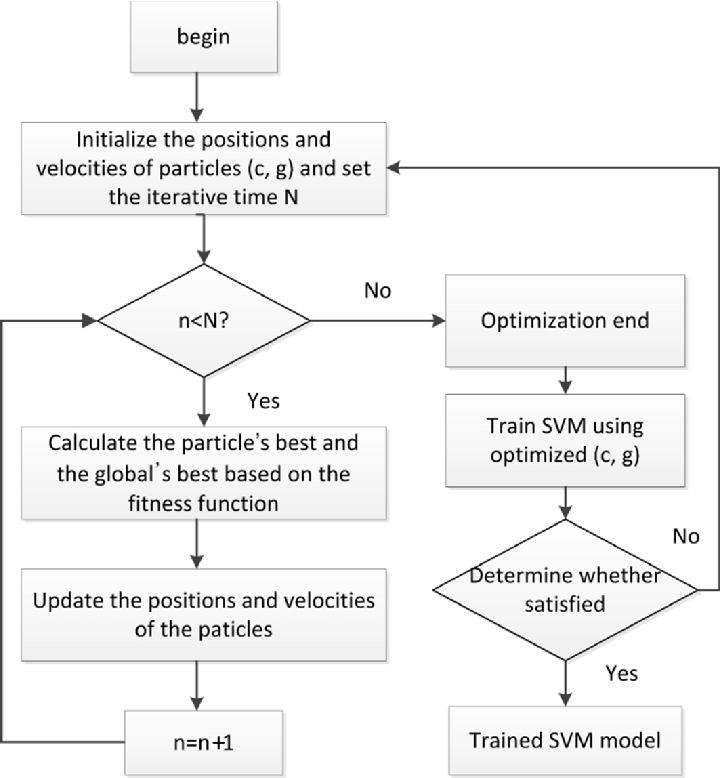 begin
Initialize the positions and
velocities of particles (c, g) and set
the iterative time N
n<N?
No
Optimization end
Yes
Calculate the particle's best and
the global's best based on the
fitness function
Train SVM using
optimized (c, g)
No
Determine whether
satisfied
Update the positions and velocities
of the paticles
Yes
n=n+1
Trained SVM model